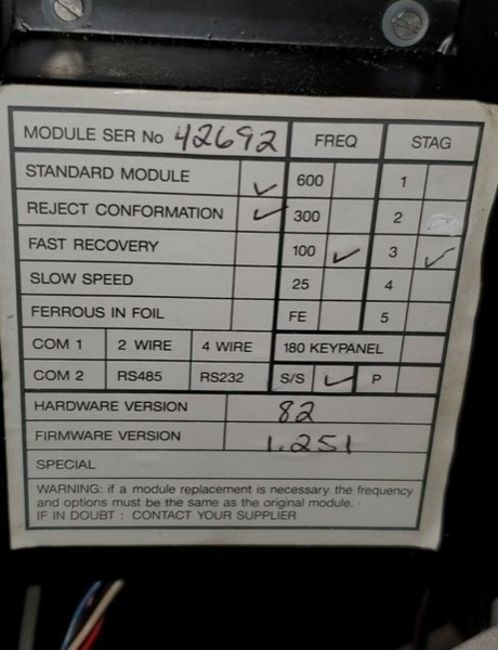 MODULE SER No 42692 FREQ STAG
STANDARD MODULE ✓ 600 1
REJECT CONFORMATION ✓ 300 2
FAST RECOVERY 100 ✓ 3 ✓
SLOW SPEED 25 4
FERROUS IN FOIL FE 5
COM 1 2 WIRE 4 WIRE 180 KEYPANEL
COM 2 RS485 RS232 S/S ✓ P
HARDWARE VERSION 82
FIRMWARE VERSION 1.251
SPECIAL
WARNING: if a module replacement is necessary the frequency
and options must be the same as the original module.
IF IN DOUBT : CONTACT YOUR SUPPLIER